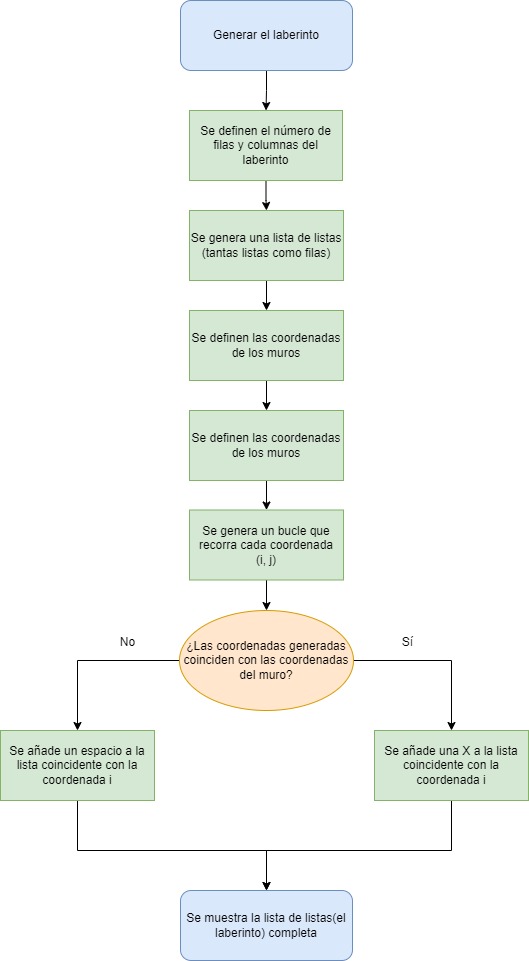 Generar el laberinto
Se definen el número de
filas y columnas del
laberinto
Se genera una lista de listas
(tantas listas como filas)
Se definen las coordenadas
de los muros
Se definen las coordenadas
de los muros
Se genera un bucle que
recorra cada coordenada
(i, j)
¿Las coordenadas generadas
coinciden con las coordenadas
del muro?
No
Sí
Se añade un espacio a la
lista coincidente con la
coordenada i
Se añade una X a la lista
coincidente con la
coordenada i
Se muestra la lista de listas(el
laberinto) completa